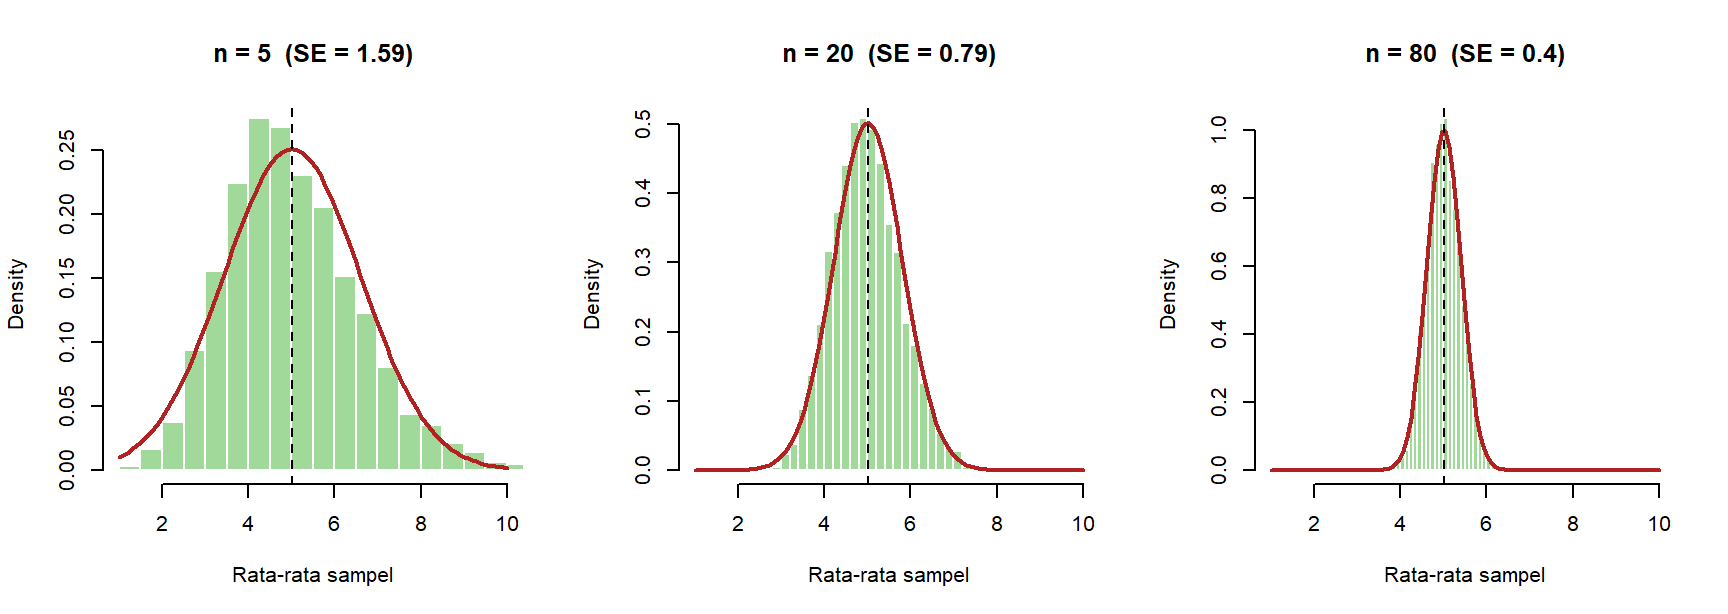 n = 5  (SE = 1.59)
Density
0.00 0.05 0.10 0.15 0.20 0.25
2 4 6 8 10
Rata-rata sampel
n = 20  (SE = 0.79)
Density
0.0 0.1 0.2 0.3 0.4 0.5
2 4 6 8 10
Rata-rata sampel
n = 80  (SE = 0.4)
Density
0.0 0.2 0.4 0.6 0.8 1.0
2 4 6 8 10
Rata-rata sampel